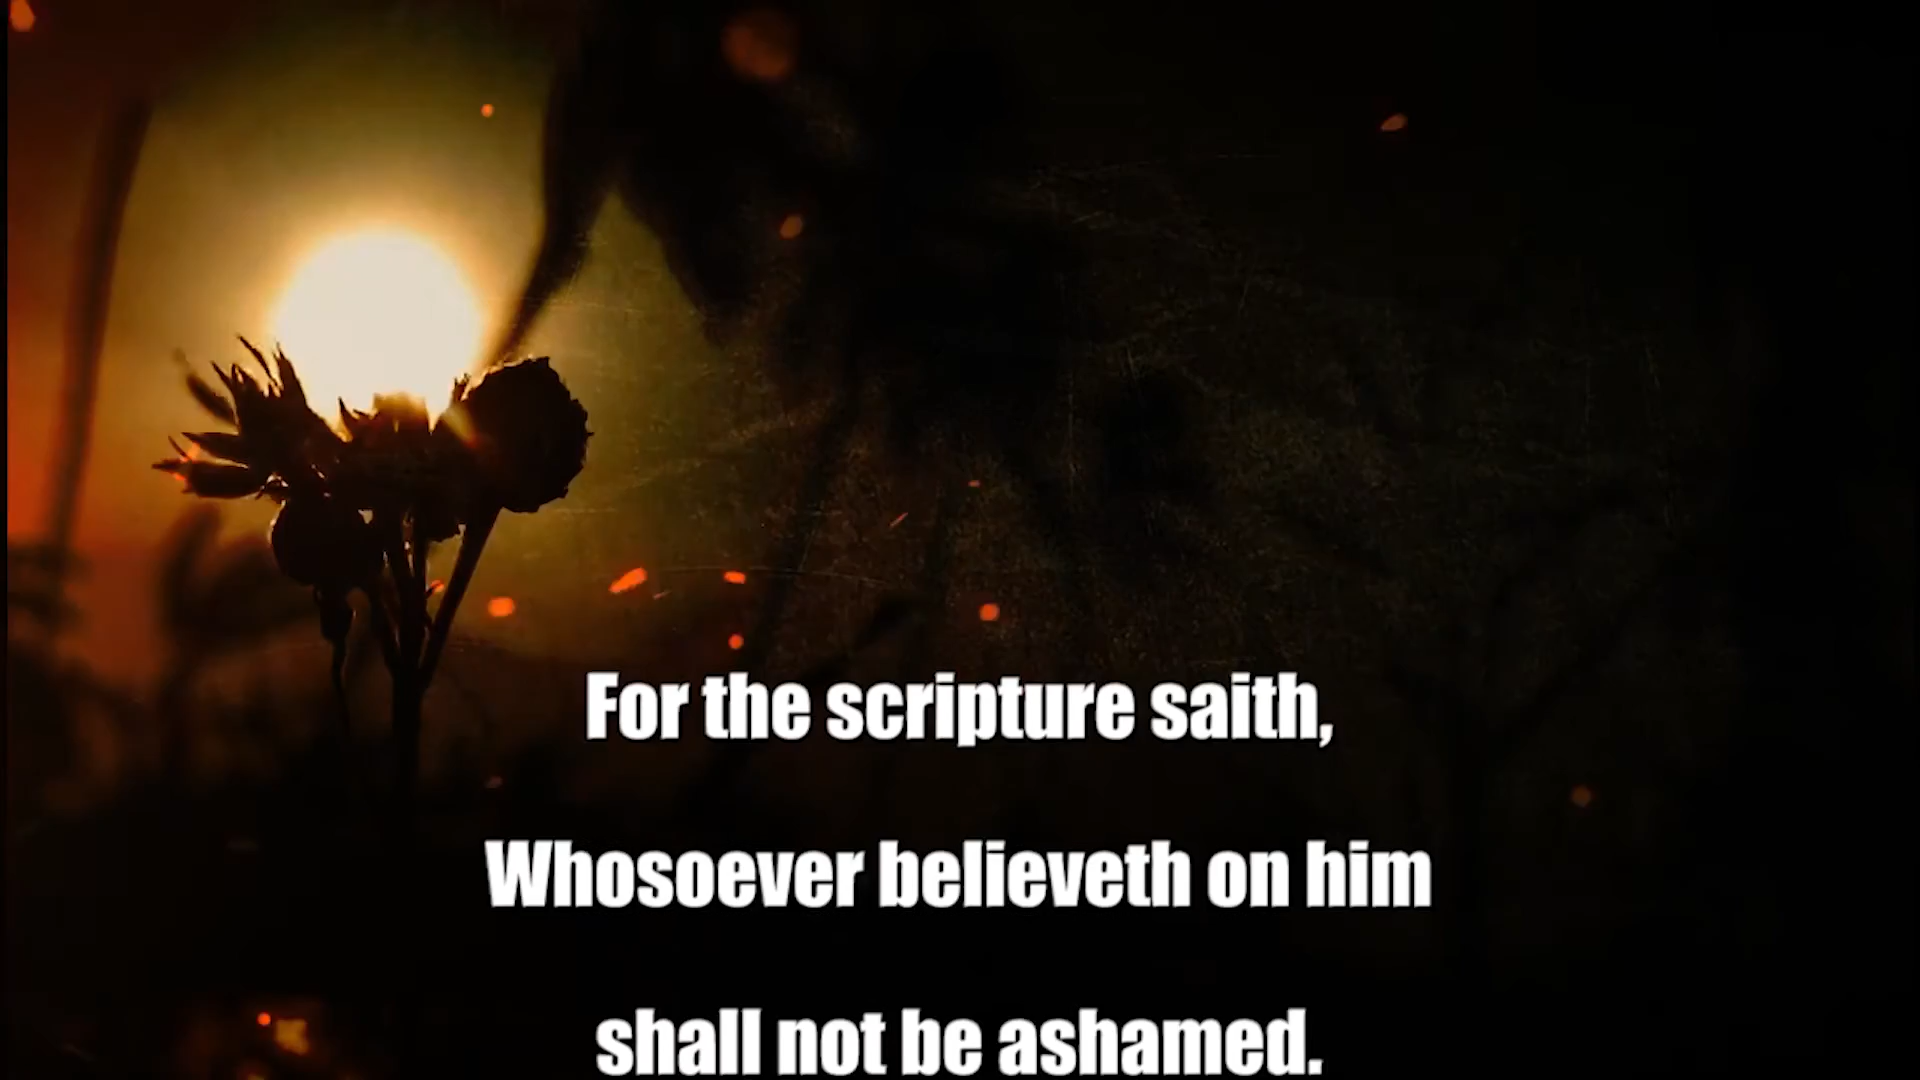 For the scripture saith,
Whosoever believeth on him
shall not be ashamed.